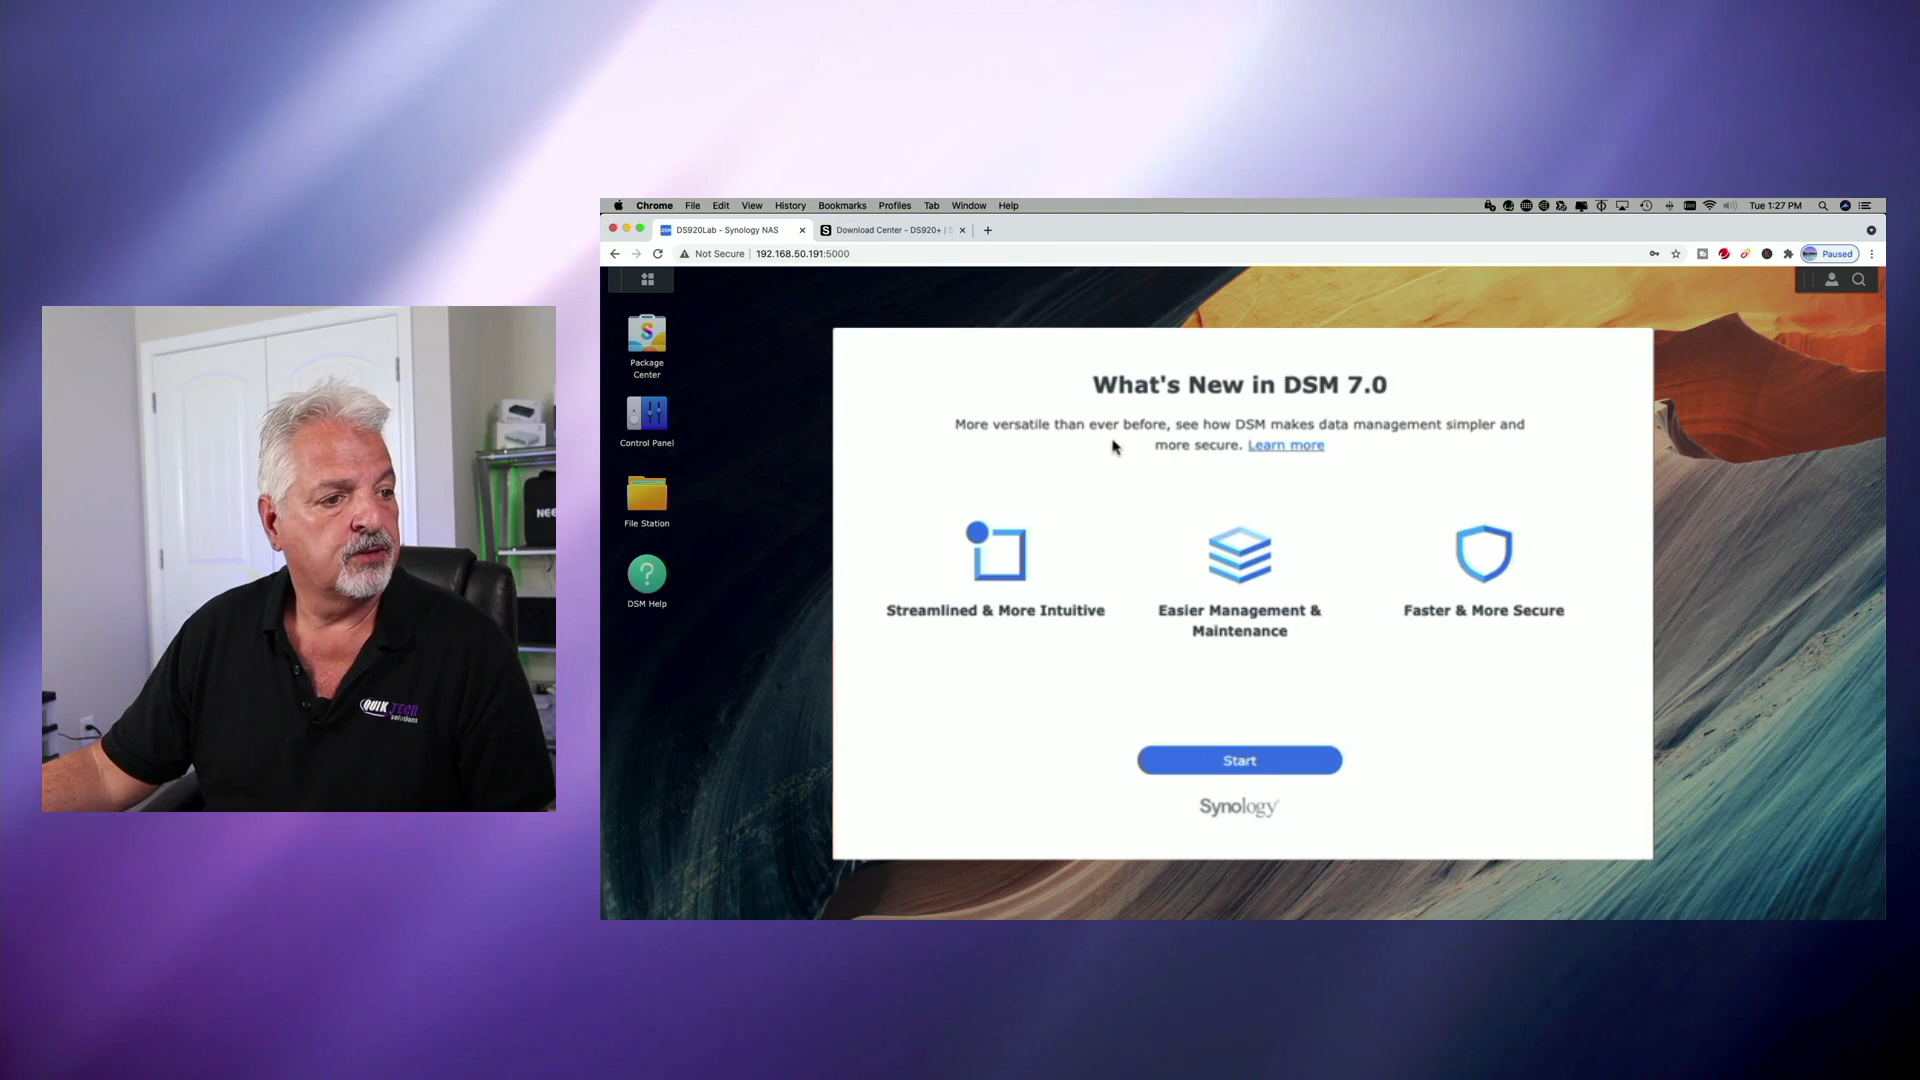 Chrome File Edit View History Bookmarks Profiles Tab Window Help Tue 1:27 PM
DS920Lab - Synology NAS Download Center - DS920+ |
Not Secure 192.168.50.191:5000 Paused
Package
Center
Control Panel
File Station
DSM Help
What's New in DSM 7.0
More versatile than ever before, see how DSM makes data management simpler and
more secure. Learn more
Streamlined & More Intuitive
Easier Management &
Maintenance
Faster & More Secure
Start
Synology
QUIK TECH
solutions